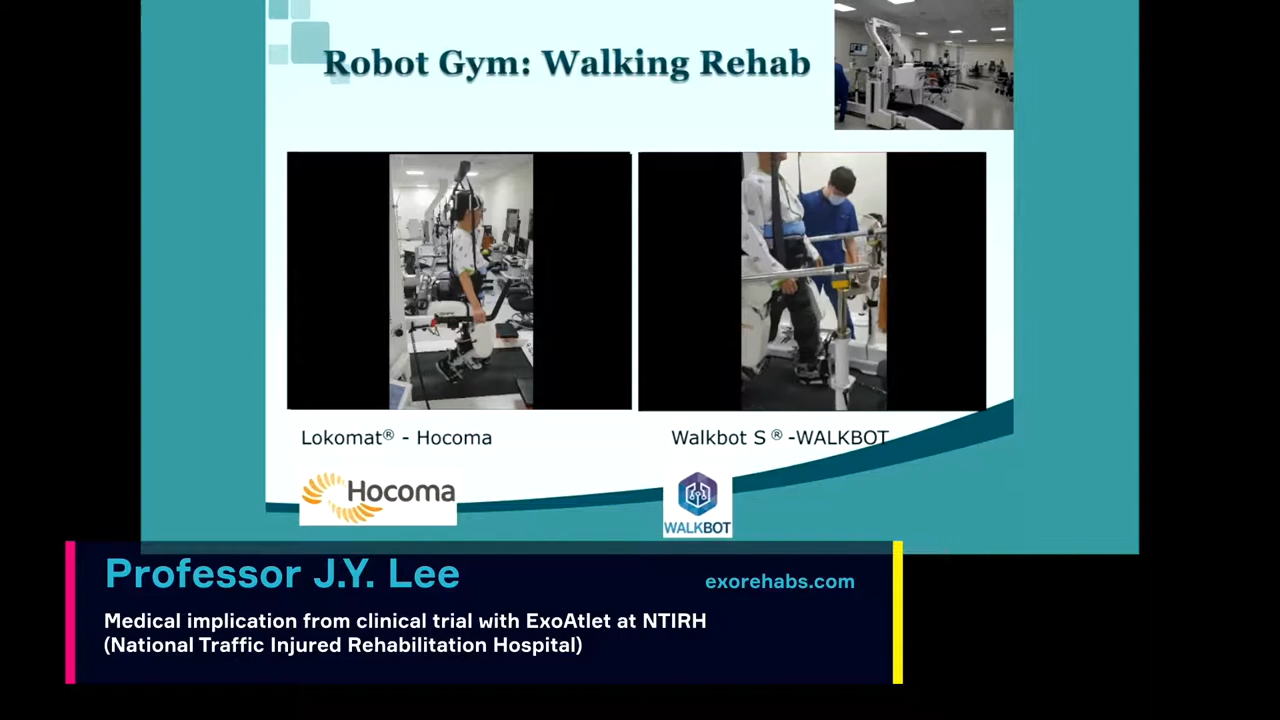 Robot Gym: Walking Rehab
Lokomat® - Hocoma
Walkbot S ® -WALKBOT
Hocoma
WALKBOT
Professor J.Y. Lee
exorehabs.com
Medical implication from clinical trial with ExoAtlet at NTIRH
(National Traffic Injured Rehabilitation Hospital)